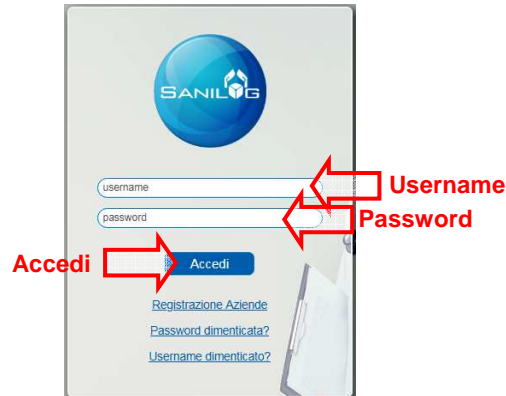 SANILOG
username
Username
password
Password
Accedi
Accedi
Registrazione Aziende
Password dimenticata?
Username dimenticato?